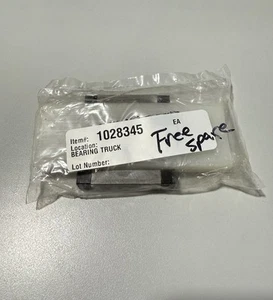 Item#: 1028345 EA
Location:
BEARING TRUCK
Lot Number:
Free
spare